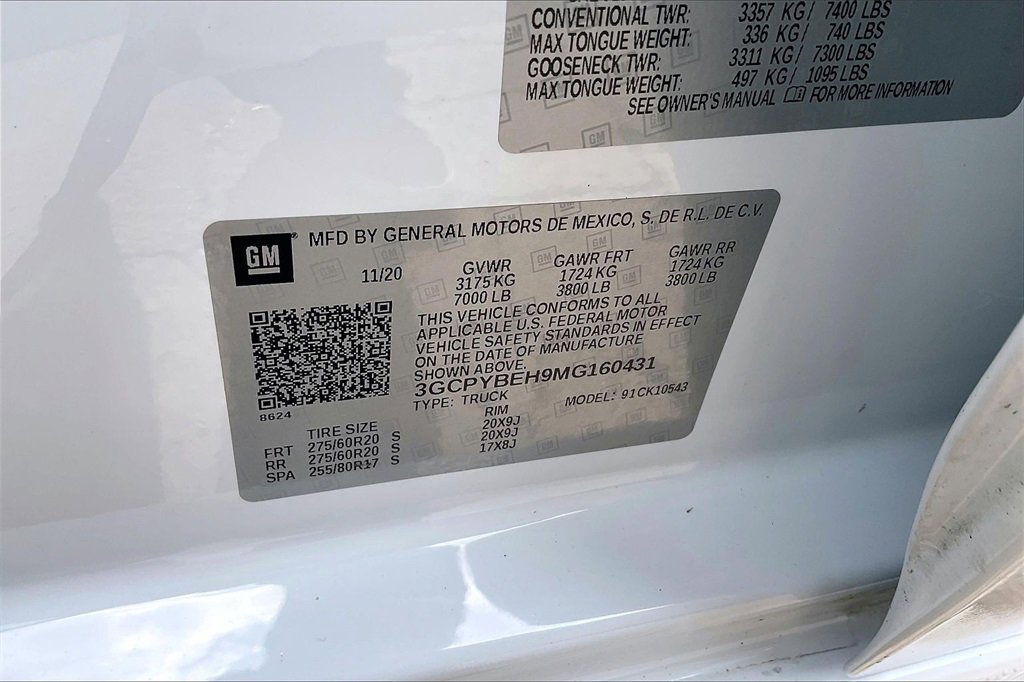 CONVENTIONAL TWR: 3357 KG/ 7400 LBS
MAX TONGUE WEIGHT: 336 KG/ 740 LBS
GOOSENECK TWR: 3311 KG/ 7300 LBS
MAX TONGUE WEIGHT: 497 KG/ 1095 LBS
SEE OWNER'S MANUAL FOR MORE INFORMATION
GM MFD BY GENERAL MOTORS DE MEXICO, S. DE R.L. DE C.V.
11/20 GVWR GAWR FRT GAWR RR
3175 KG 1724 KG 1724 KG
7000 LB 3800 LB 3800 LB
THIS VEHICLE CONFORMS TO ALL
APPLICABLE U.S. FEDERAL MOTOR
VEHICLE SAFETY STANDARDS IN EFFECT
ON THE DATE OF MANUFACTURE
SHOWN ABOVE.
3GCPYBEH9MG160431
TYPE: TRUCK MODEL: 91CK10543
8624
TIRE SIZE RIM
FRT 275/60R20 S 20X9J
RR 275/60R20 S 20X9J
SPA 255/80R17 S 17X8J